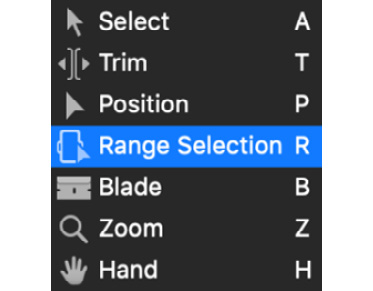 Select A
Trim T
Position P
Range Selection R
Blade B
Zoom Z
Hand H